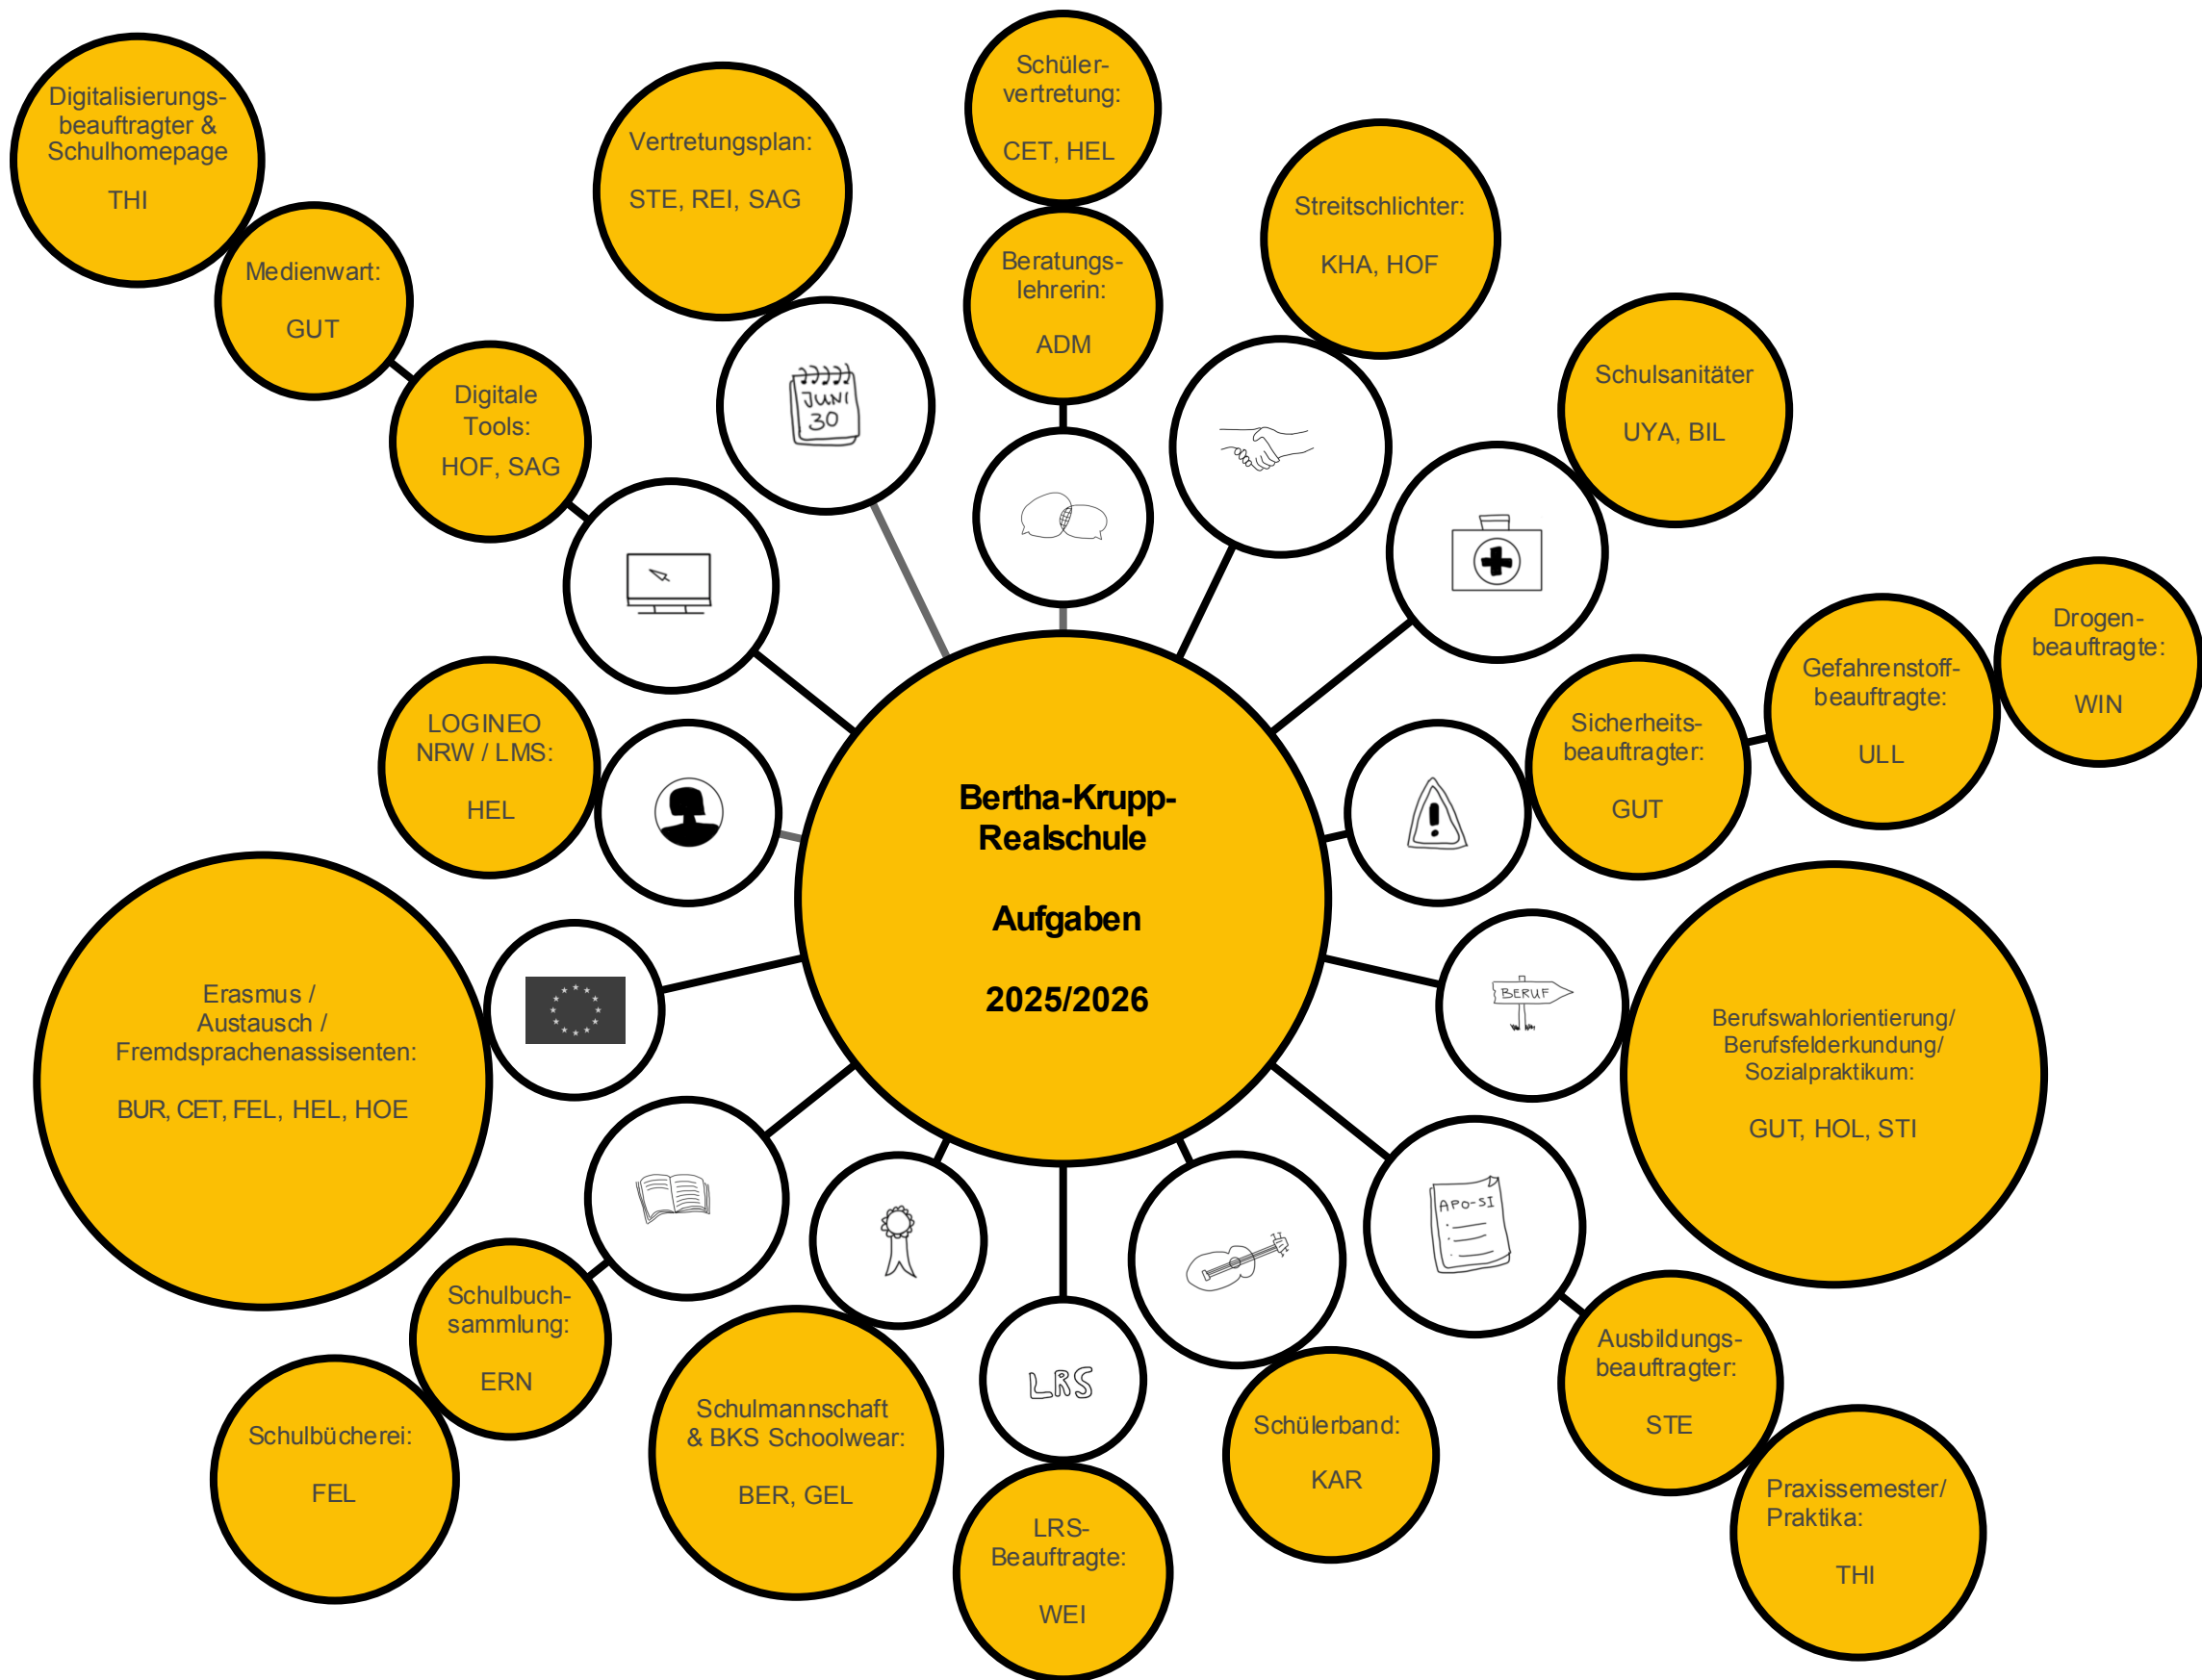 Digitalisierungs-
beauftragter &
Schulhomepage
THI
Medienwart:
GUT
Digitale
Tools:
HOF, SAG
Vertretungsplan:
STE, REI, SAG
JUNI
30
Schüler-
vertretung:
CET, HEL
Beratungs-
lehrerin:
ADM
Streitschlichter:
KHA, HOF
Schulsanitäter
UYA, BIL
Drogen-
beauftragte:
WIN
Gefahrenstoff-
beauftragte:
ULL
Sicherheits-
beauftragter:
GUT
LOGINEO
NRW / LMS:
HEL
Bertha-Krupp-
Realschule
Aufgaben
2025/2026
Erasmus /
Austausch /
Fremdsprachenassisenten:
BUR, CET, FEL, HEL, HOE
BERUF
Berufswahlorientierung/
Berufsfelderkundung/
Sozialpraktikum:
GUT, HOL, STI
Schulbuch-
sammlung:
ERN
Schulbücherei:
FEL
Schulmannschaft
& BKS Schoolwear:
BER, GEL
LRS
LRS-
Beauftragte:
WEI
Schülerband:
KAR
APO-SI
Ausbildungs-
beauftragter:
STE
Praxissemester/
Praktika:
THI